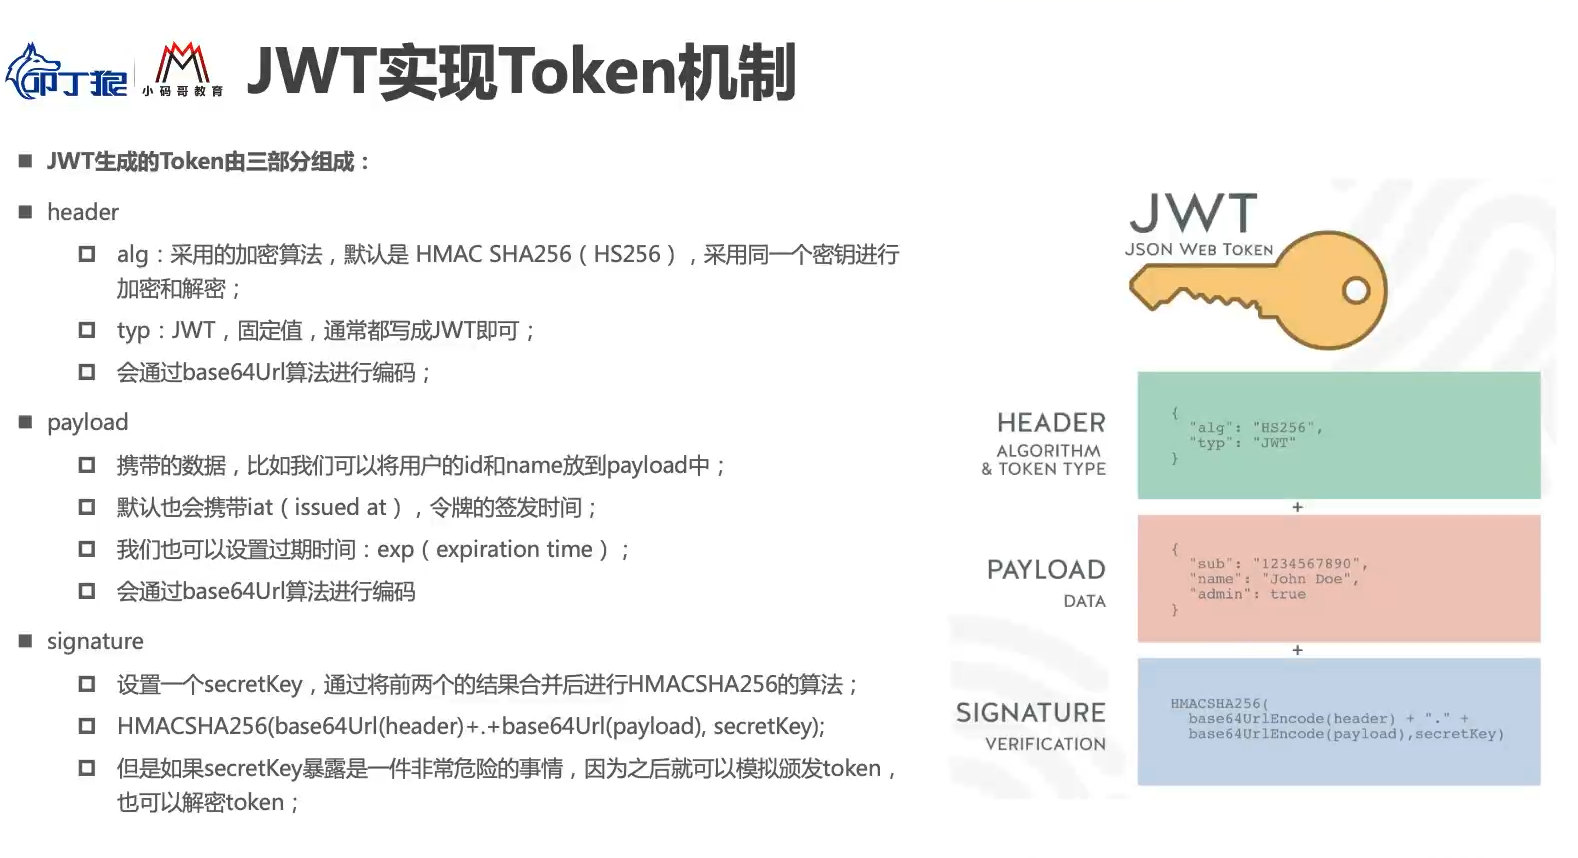 叩丁狼
小码哥教育
JWT实现Token机制
JWT生成的Token由三部分组成：
header
alg：采用的加密算法，默认是 HMAC SHA256（HS256），采用同一个密钥进行
加密和解密；
typ：JWT，固定值，通常都写成JWT即可；
会通过base64Url算法进行编码；
payload
携带的数据，比如我们可以将用户的id和name放到payload中；
默认也会携带iat（issued at），令牌的签发时间；
我们也可以设置过期时间：exp（expiration time）；
会通过base64Url算法进行编码
signature
设置一个secretKey，通过将前两个的结果合并后进行HMACSHA256的算法；
HMACSHA256(base64Url(header)+.+base64Url(payload), secretKey);
但是如果secretKey暴露是一件非常危险的事情，因为之后就可以模拟颁发token，
也可以解密token；
JWT
JSON WEB TOKEN
HEADER
ALGORITHM
& TOKEN TYPE
{
"alg": "HS256",
"typ": "JWT"
}
+
PAYLOAD
DATA
{
"sub": "1234567890",
"name": "John Doe",
"admin": true
}
+
SIGNATURE
VERIFICATION
HMACSHA256(
base64UrlEncode(header) + "." +
base64UrlEncode(payload),secretKey)